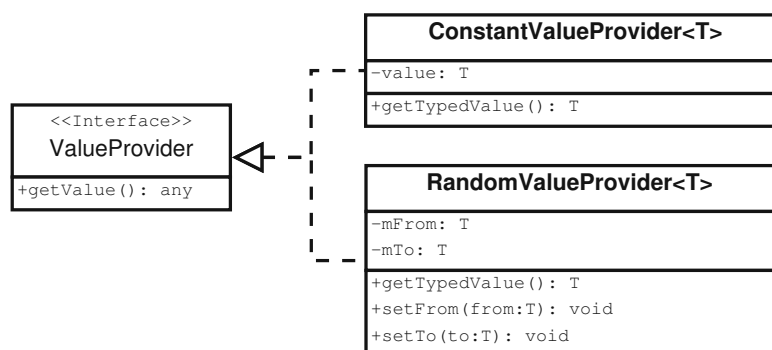 <<Interface>>
ValueProvider
+getValue(): any
ConstantValueProvider<T>
-value: T
+getTypedValue(): T
RandomValueProvider<T>
-mFrom: T
-mTo: T
+getTypedValue(): T
+setFrom(from:T): void
+setTo(to:T): void